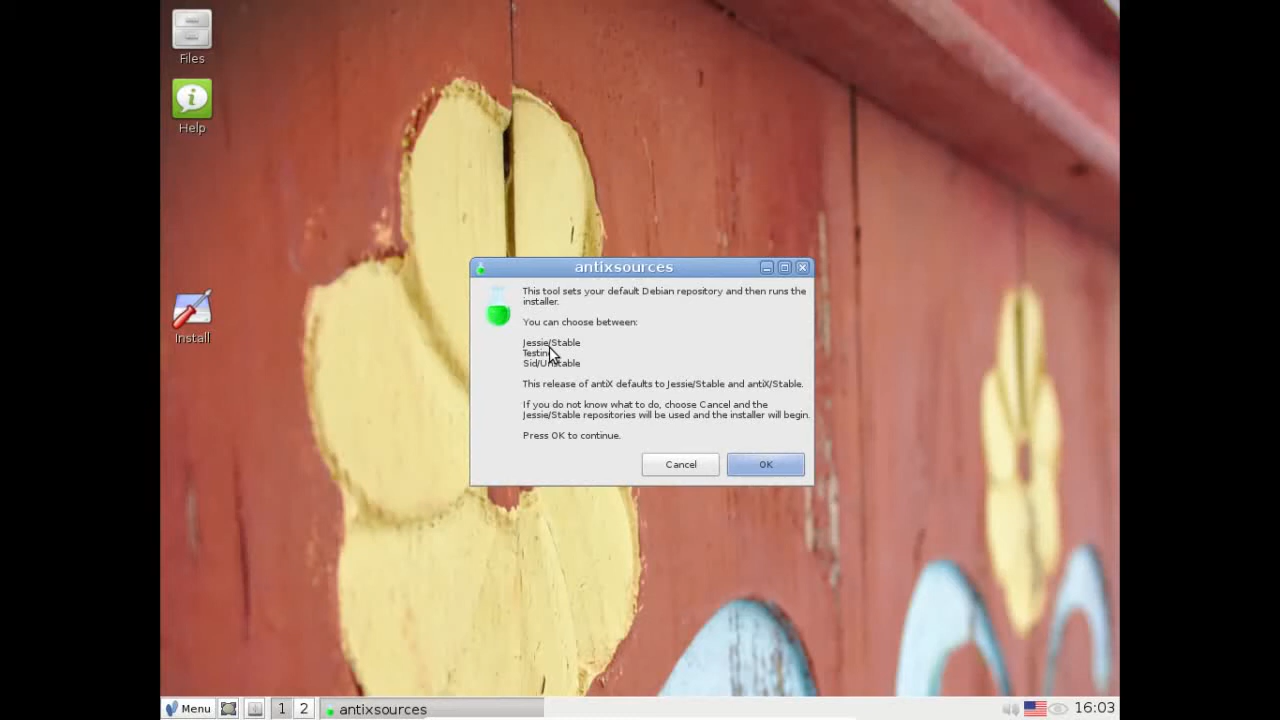 Files
Help
Install
antixsources
This tool sets your default Debian repository and then runs the
installer.
You can choose between:
Jessie/Stable
Testing
Sid/Unstable
This release of antiX defaults to Jessie/Stable and antiX/Stable.
If you do not know what to do, choose Cancel and the
Jessie/Stable repositories will be used and the installer will begin.
Press OK to continue.
Cancel
OK
Menu
1
2
antixsources
16:03